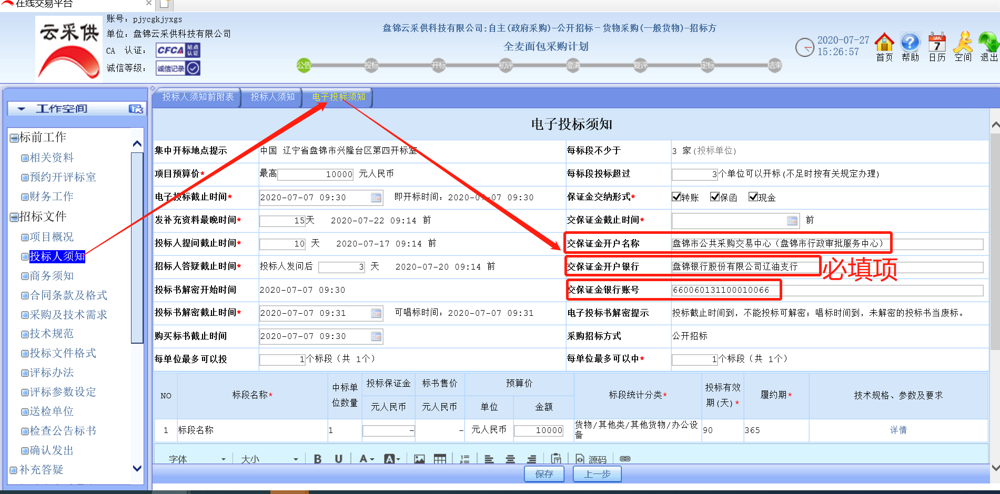 在线交易平台
云采供
账号：pjycgkjyxgs
单位：盘锦云采供科技有限公司
CA 认证：
CFCA 站点认证
诚信等级：
诚信记录
盘锦云采供科技有限公司:自主(政府采购)-公开招标－货物采购(一般货物)-招标方
全麦面包采购计划
公告 投标 开标 初评 澄清 复评 定标 结束
2020-07-27
15:26:57
JAN 7
首页 帮助 日历 空间 退出
工作空间
标前工作
相关资料
预约开评标室
财务工作
招标文件
项目概况
投标人须知
商务须知
合同条款及格式
采购及技术需求
技术规范
投标文件格式
评标办法
评标参数设定
送检单位
检查公告标书
确认发出
补充答疑
投标人须知前附表 投标人须知 电子投标须知
电子投标须知
集中开标地点提示 中国 辽宁省盘锦市兴隆台区第四开标室 每标段不少于 3 家(投标单位)
项目预算价* 最高 10000 元人民币 每标段投标超过 3个单位可以开标(不足时按有关规定办理)
电子投标截止时间* 2020-07-07 09:30 即开标时间：2020-07-07 09:30 保证金交纳形式* 转账 保函 现金
发补充资料最晚时间* 15天 2020-07-22 09:14 前 交保证金截止时间* 前
投标人提问截止时间* 10 天 2020-07-17 09:14 前 交保证金开户名称 盘锦市公共采购交易中心（盘锦市行政审批服务中心）
招标人答疑截止时间* 投标人发问后 3 天 2020-07-20 09:14 前 交保证金开户银行 盘锦银行股份有限公司辽油支行
必填项
投标书解密开始时间 2020-07-07 09:30 交保证金银行账号 660060131100010066
投标书解密截止时间* 2020-07-07 09:31 可唱标时间：2020-07-07 09:31 电子投标书解密提示 投标截止时间到，不能投标可解密；唱标时间到，未解密的投标书当废标。
购买标书截止时间 2020-07-07 09:30 采购招标方式 公开招标
每单位最多可以投 1个标段（共 1个） 每单位最多可以中* 1个标段（共 1个）
NO 标段名称* 中标单位数量 投标保证金 元人民币 标书售价 元人民币 预算价 单位 金额 标段统计分类* 投标有效期(天)* 履约期* 技术规格、参数及要求
1 标段名称 1 - - 元人民币 10000 货物/其他类/其他货物/办公设备 90 365 详情
字体 大小 B U A A 源码
保存 上一步